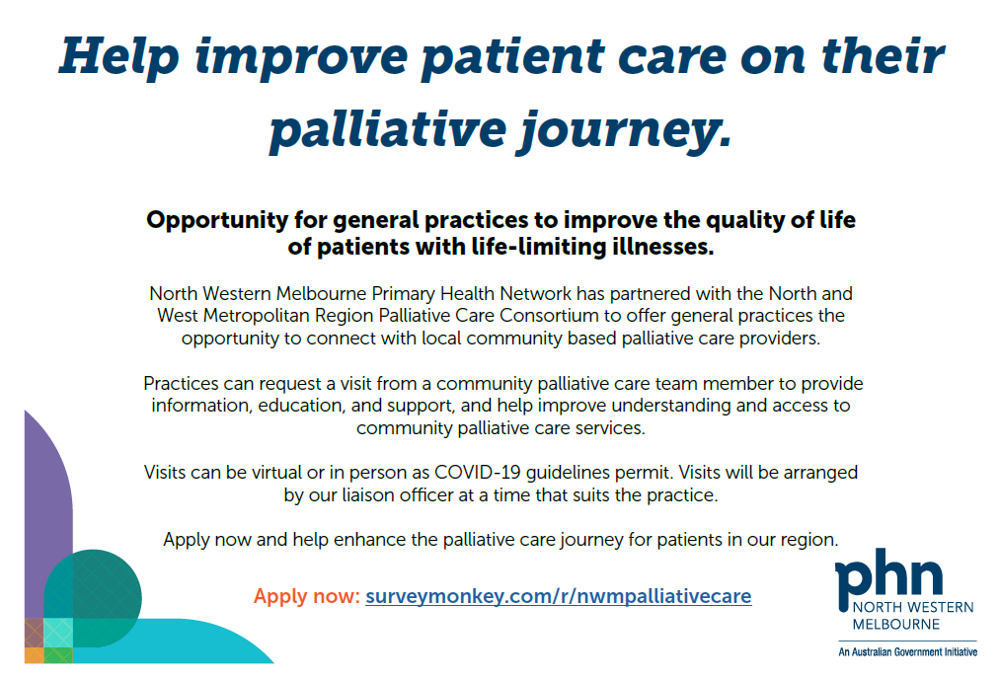 Help improve patient care on their
palliative journey.
Opportunity for general practices to improve the quality of life
of patients with life-limiting illnesses.
North Western Melbourne Primary Health Network has partnered with the North and
West Metropolitan Region Palliative Care Consortium to offer general practices the
opportunity to connect with local community based palliative care providers.
Practices can request a visit from a community palliative care team member to provide
information, education, and support, and help improve understanding and access to
community palliative care services.
Visits can be virtual or in person as COVID-19 guidelines permit. Visits will be arranged
by our liaison officer at a time that suits the practice.
Apply now and help enhance the palliative care journey for patients in our region.
Apply now: surveymonkey.com/r/nwmpalliativecare
phn
NORTH WESTERN
MELBOURNE
An Australian Government Initiative